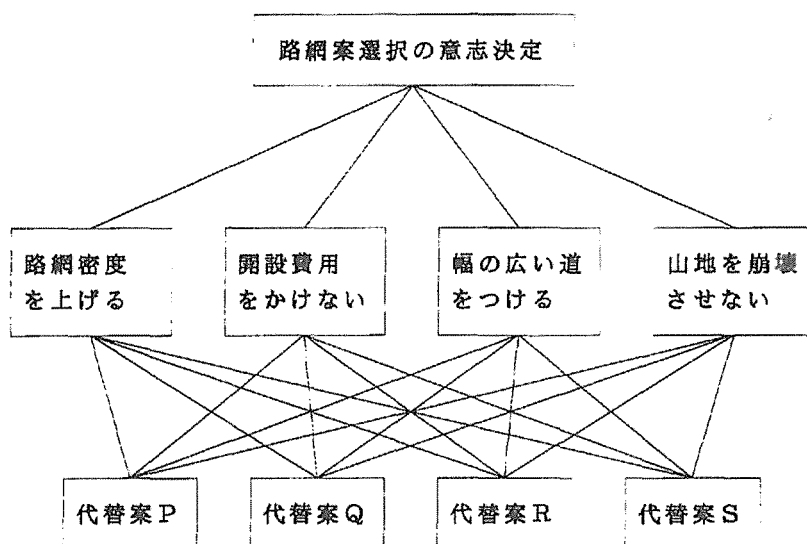 路網案選択の意志決定
路網密度
を上げる
開設費用
をかけない
幅の広い道
をつける
山地を崩壊
させない
代替案P
代替案Q
代替案R
代替案S